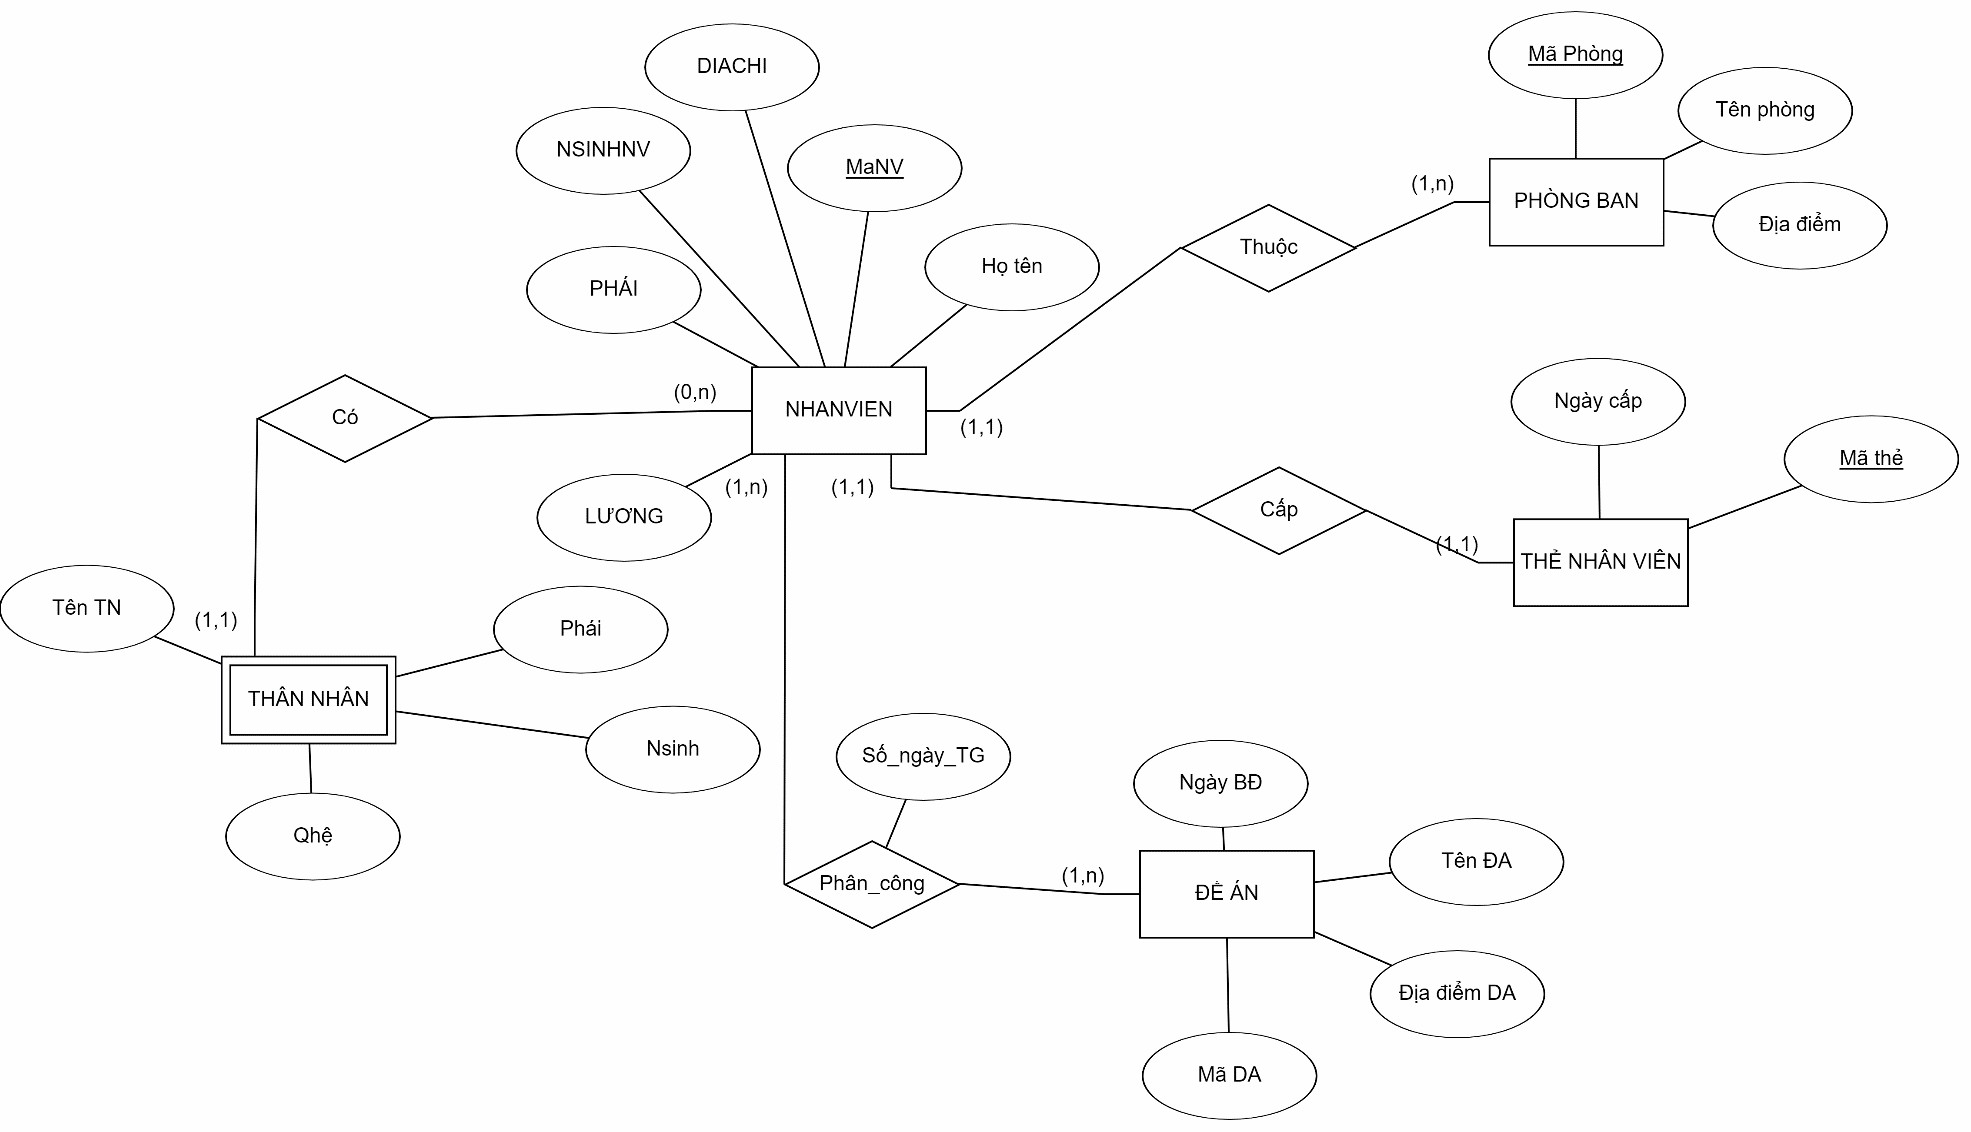 Mã Phòng
DIACHI
Tên phòng
NSINHNV
MaNV
(1,n)
PHÒNG BAN
Địa điểm
Thuộc
Họ tên
PHÁI
(0,n)
NHANVIEN
Có
(1,1)
Ngày cấp
Mã thẻ
(1,n)
(1,1)
LƯƠNG
Cấp
(1,1)
THẺ NHÂN VIÊN
Tên TN
(1,1)
Phái
THÂN NHÂN
Nsinh
Số_ngày_TG
Ngày BĐ
Qhệ
Tên ĐA
(1,n)
Phân_công
ĐỀ ÁN
Địa điểm DA
Mã DA